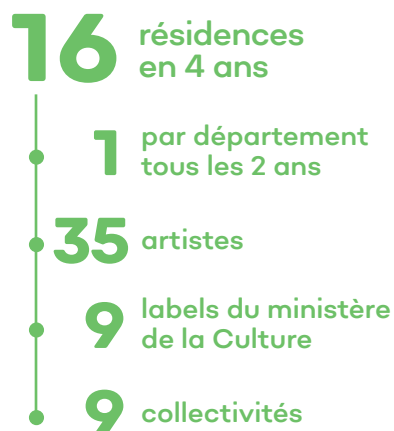 16 résidences
en 4 ans
1 par département
tous les 2 ans
35 artistes
9 labels du ministère
de la Culture
9 collectivités